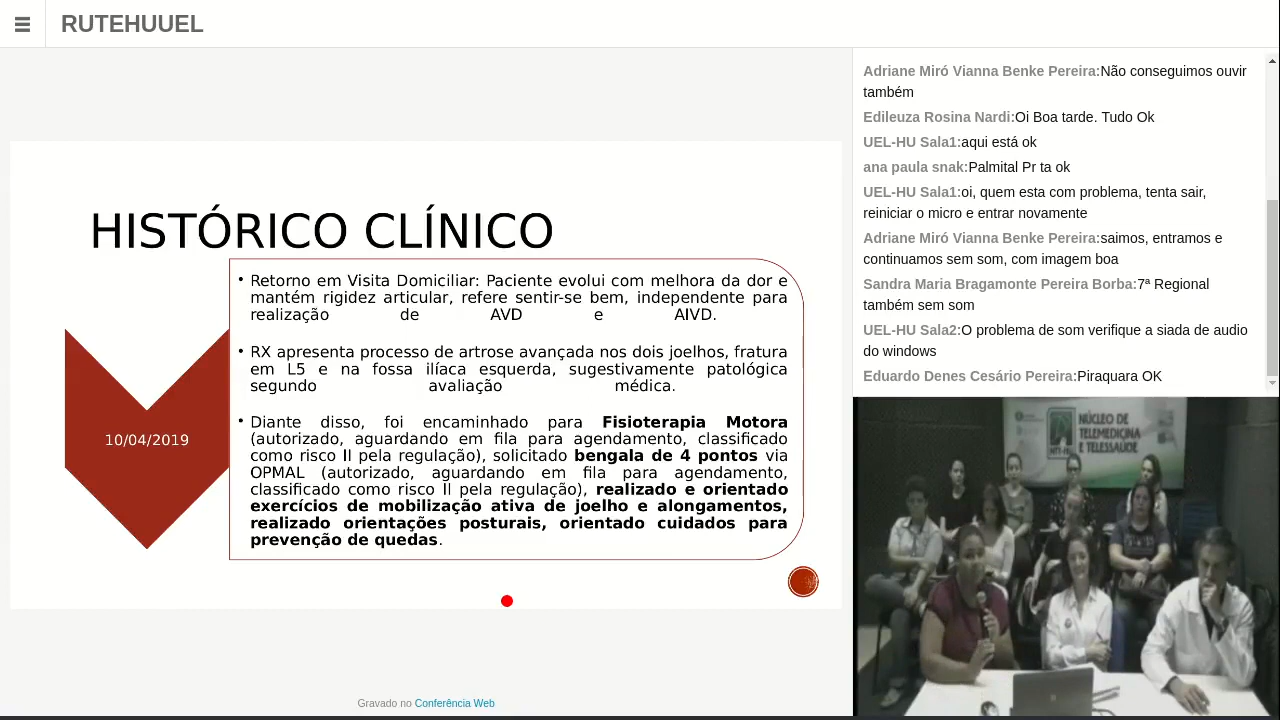 RUTEHUUEL
HISTÓRICO CLÍNICO
10/04/2019
• Retorno em Visita Domiciliar: Paciente evolui com melhora da dor e
mantém rigidez articular, refere sentir-se bem, independente para
realização de AVD e AIVD.
• RX apresenta processo de artrose avançada nos dois joelhos, fratura
em L5 e na fossa ilíaca esquerda, sugestivamente patológica
segundo avaliação médica.
• Diante disso, foi encaminhado para Fisioterapia Motora
(autorizado, aguardando em fila para agendamento, classificado
como risco II pela regulação), solicitado bengala de 4 pontos via
OPMAL (autorizado, aguardando em fila para agendamento,
classificado como risco II pela regulação), realizado e orientado
exercícios de mobilização ativa de joelho e alongamentos,
realizado orientações posturais, orientado cuidados para
prevenção de quedas.
Gravado no Conferência Web
Adriane Miró Vianna Benke Pereira:Não conseguimos ouvir
também
Edileuza Rosina Nardi:Oi Boa tarde. Tudo Ok
UEL-HU Sala1:aqui está ok
ana paula snak:Palmital Pr ta ok
UEL-HU Sala1:oi, quem esta com problema, tenta sair,
reiniciar o micro e entrar novamente
Adriane Miró Vianna Benke Pereira:saimos, entramos e
continuamos sem som, com imagem boa
Sandra Maria Bragamonte Pereira Borba:7ª Regional
também sem som
UEL-HU Sala2:O problema de som verifique a siada de audio
do windows
Eduardo Denes Cesário Pereira:Piraquara OK
NÚCLEO DE
TELEMEDICINA
E TELESSAÚDE